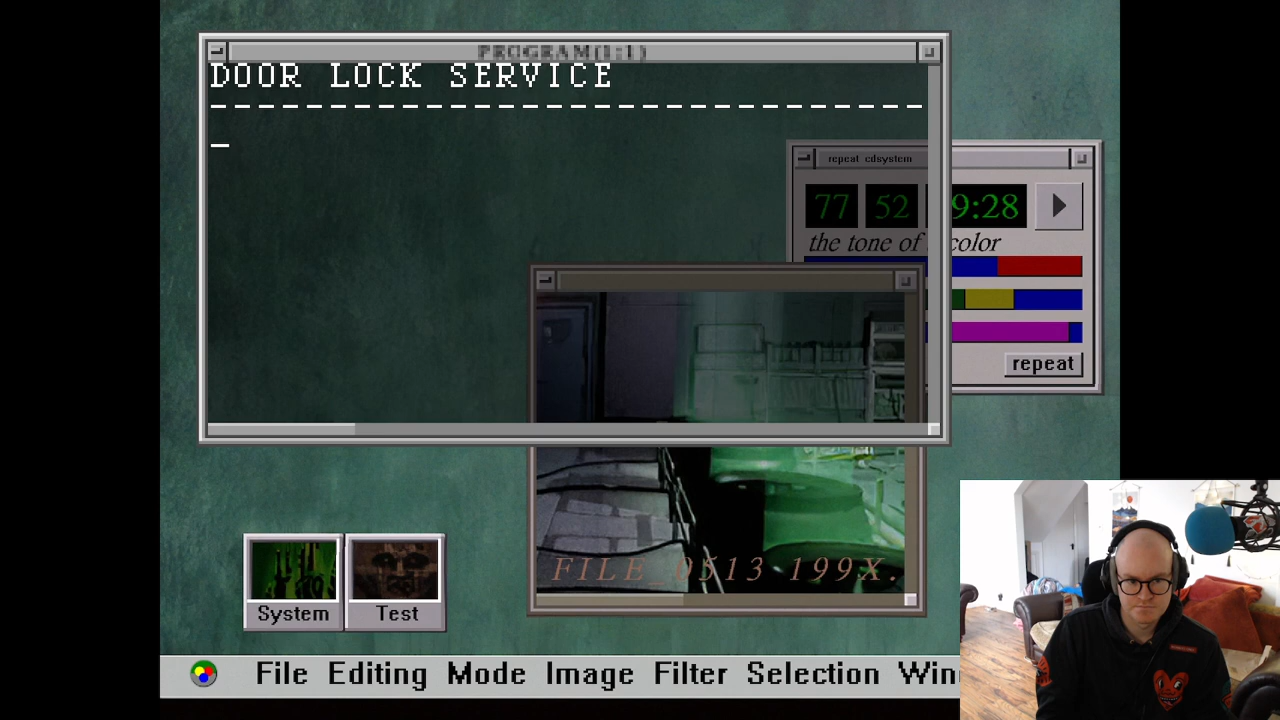 PROGRAM(1:1)
DOOR LOCK SERVICE
------------------------------
_
repeat cdsystem
77 52 9:28
the tone of color
repeat
FILE_0513 199X.
System Test
File Editing Mode Image Filter Selection